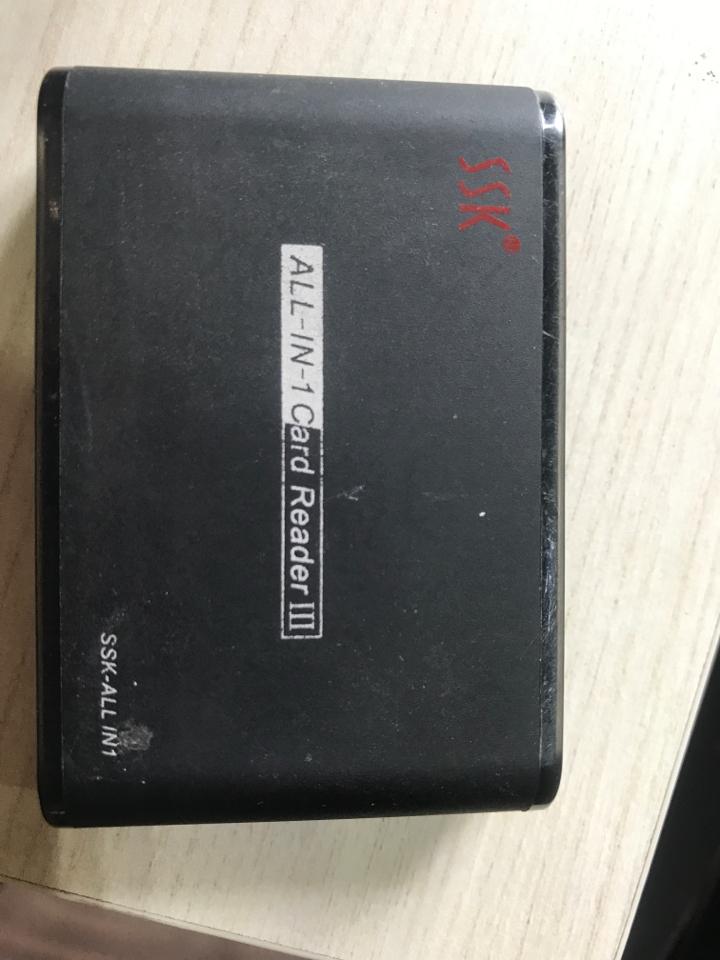 SSK®
ALL-IN-1 Card Reader III
SSK-ALL IN1